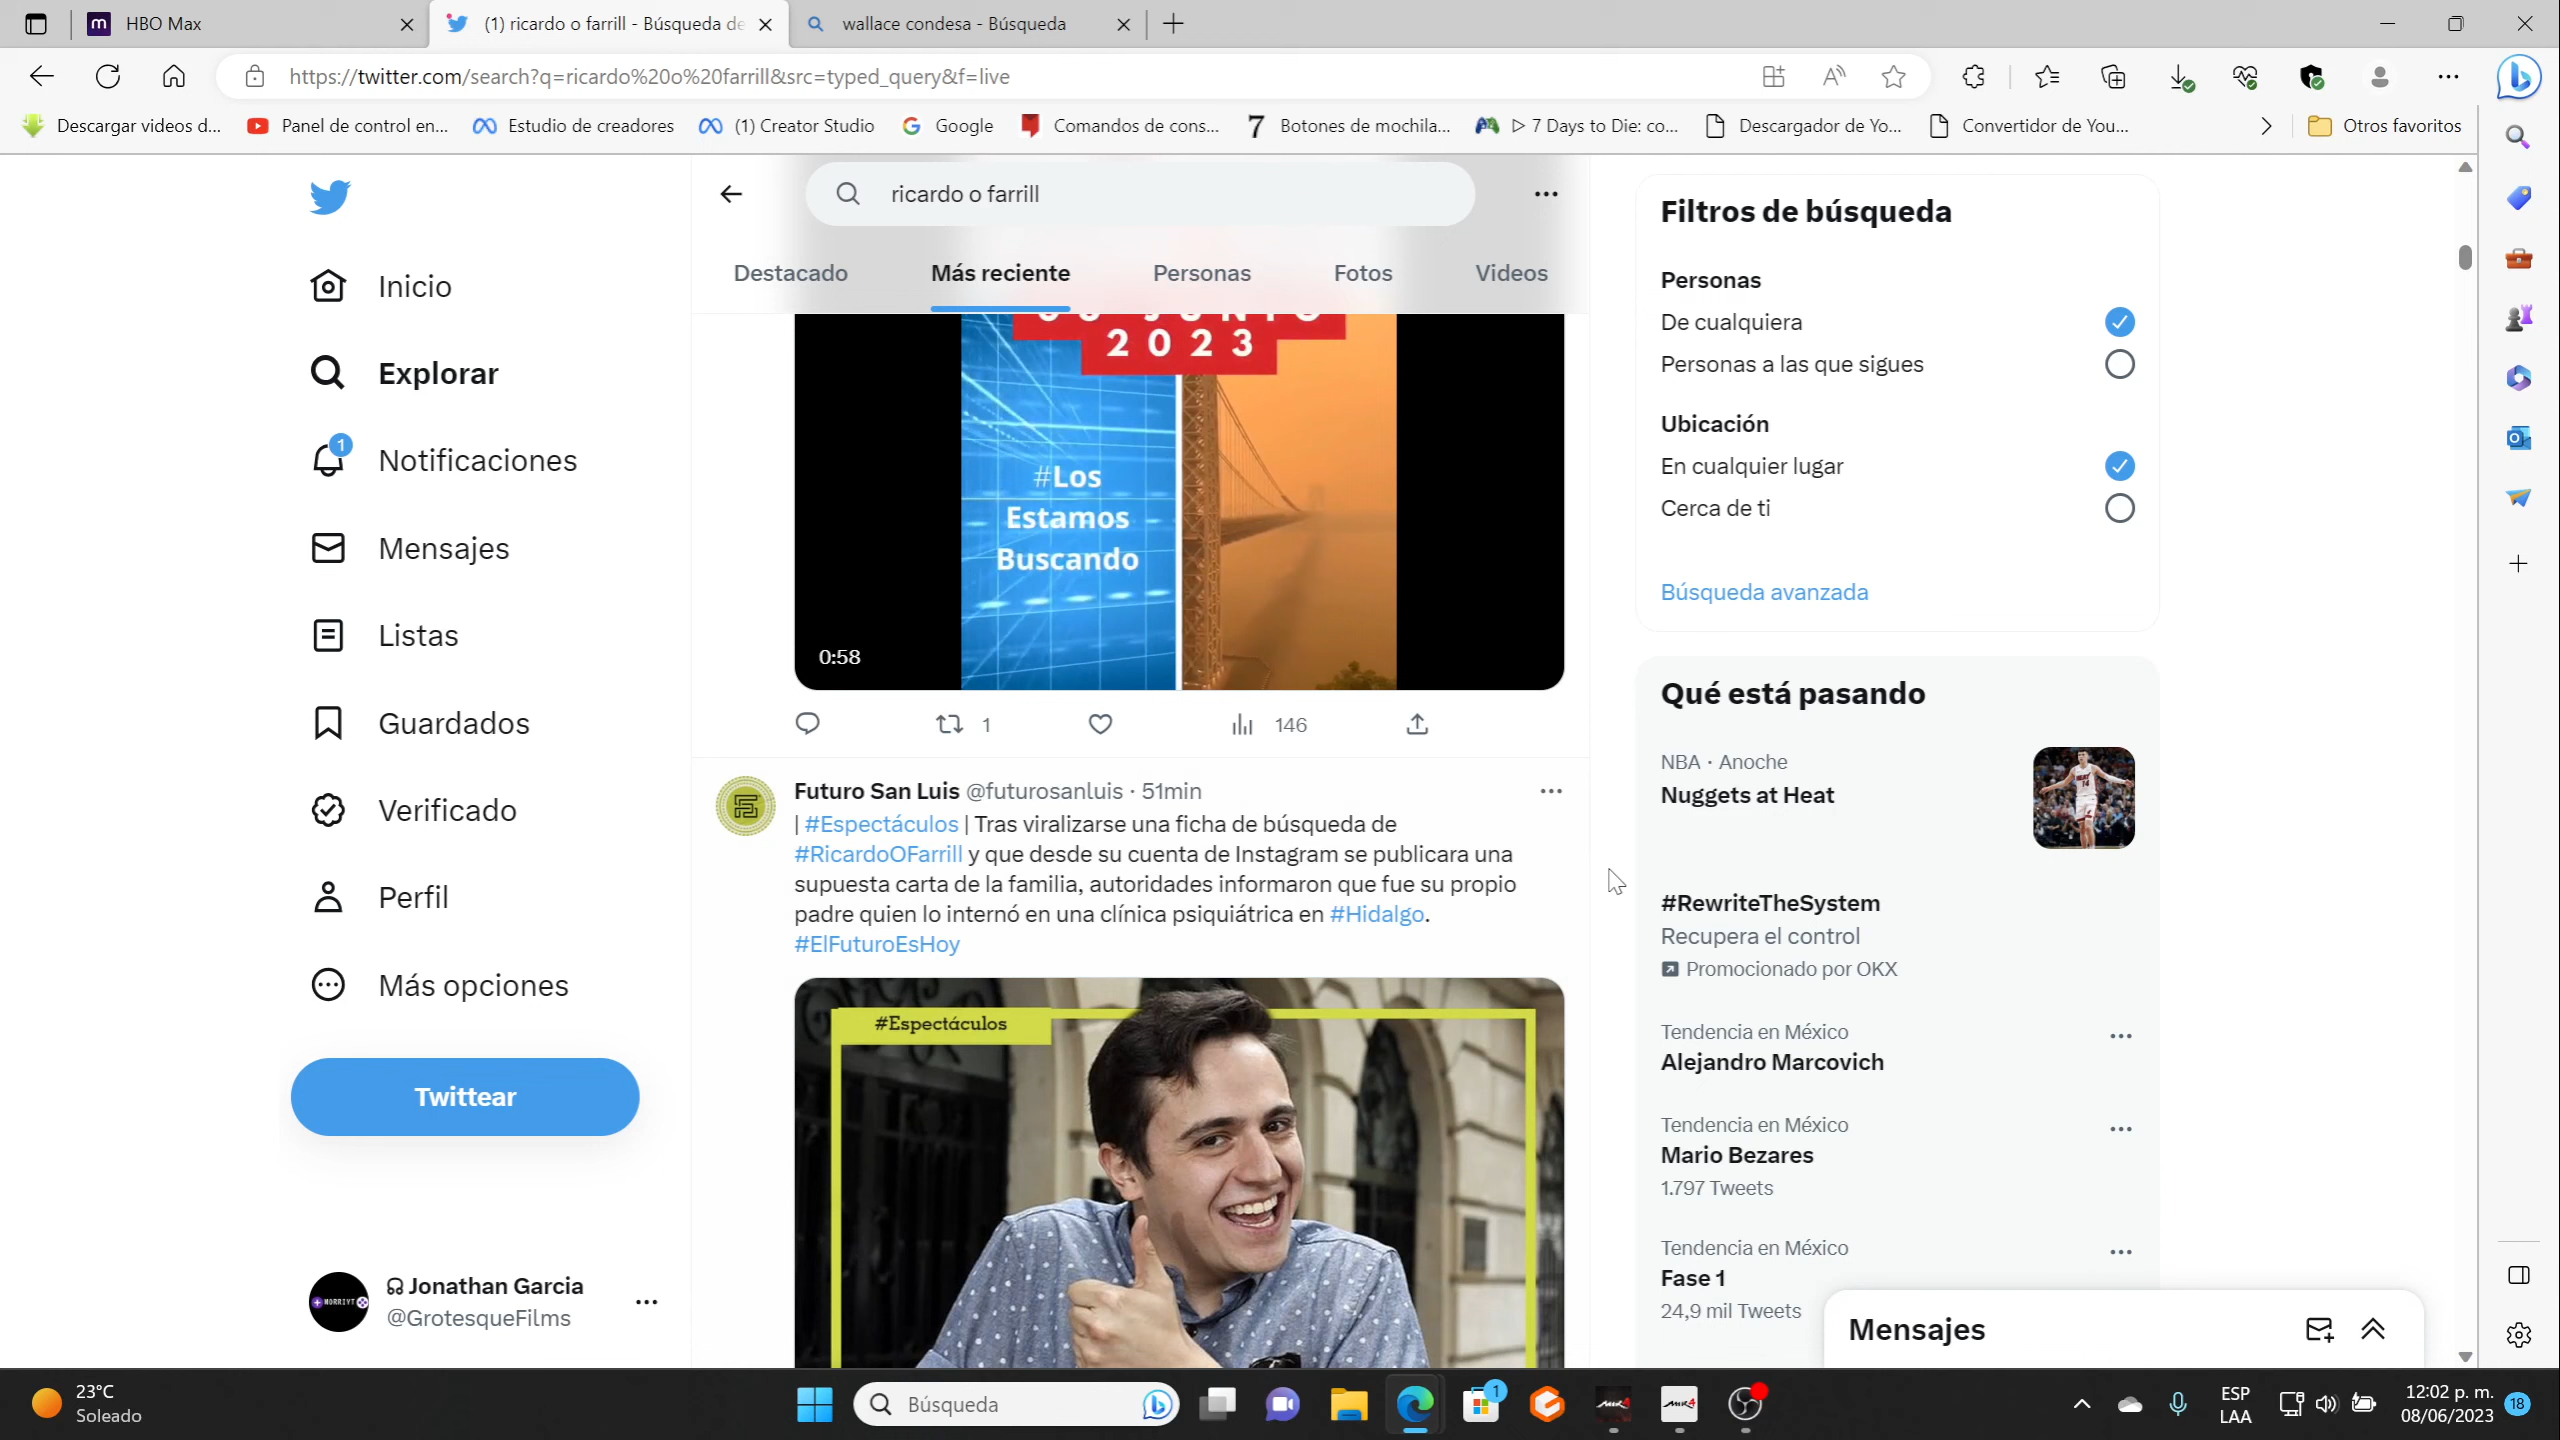 HBO Max
(1) ricardo o farrill - Búsqueda de
wallace condesa - Búsqueda
https://twitter.com/search?q=ricardo%20o%20farrill&src=typed_query&f=live
Descargar videos d...
Panel de control en...
Estudio de creadores
(1) Creator Studio
Google
Comandos de cons...
Botones de mochila...
7 Days to Die: co...
Descargador de Yo...
Convertidor de You...
Otros favoritos
ricardo o farrill
Destacado
Más reciente
Personas
Fotos
Videos
Inicio
Explorar
1
Notificaciones
Mensajes
Listas
Guardados
Verificado
Perfil
Más opciones
Twittear
Jonathan Garcia
@GrotesqueFilms
2023
#Los
Estamos
Buscando
0:58
1
146
Futuro San Luis @futurosanluis · 51min
| #Espectáculos | Tras viralizarse una ficha de búsqueda de
#RicardoOFarrill y que desde su cuenta de Instagram se publicara una
supuesta carta de la familia, autoridades informaron que fue su propio
padre quien lo internó en una clínica psiquiátrica en #Hidalgo.
#ElFuturoEsHoy
#Espectáculos
Filtros de búsqueda
Personas
De cualquiera
Personas a las que sigues
Ubicación
En cualquier lugar
Cerca de ti
Búsqueda avanzada
Qué está pasando
NBA · Anoche
Nuggets at Heat
#RewriteTheSystem
Recupera el control
Promocionado por OKX
Tendencia en México
Alejandro Marcovich
Tendencia en México
Mario Bezares
1.797 Tweets
Tendencia en México
Fase 1
24,9 mil Tweets
Mensajes
23°C
Soleado
Búsqueda
1
ESP
LAA
12:02 p. m.
08/06/2023
18